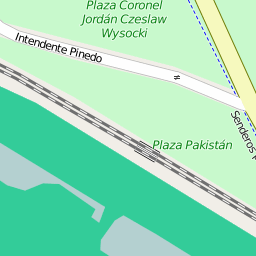 Plaza Coronel
Jordán Czeslaw
Wysocki
Intendente Pinedo
Senderos
Plaza Pakistán